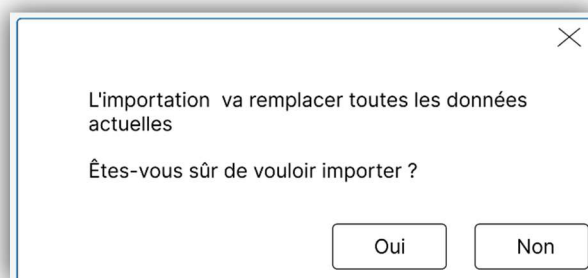 L'importation  va remplacer toutes les données
actuelles
Êtes-vous sûr de vouloir importer ?
Oui Non